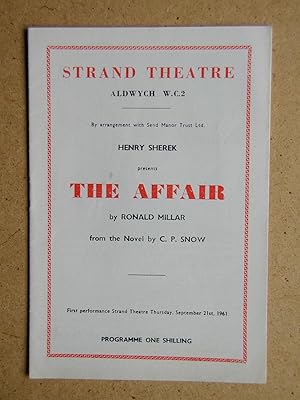 STRAND THEATRE
ALDWYCH W.C.2
By arrangement with Send Manor Trust Ltd.
HENRY SHEREK
presents
THE AFFAIR
by RONALD MILLAR
from the Novel by C. P. SNOW
First performance Strand Theatre Thursday, September 21st, 1961
PROGRAMME ONE SHILLING